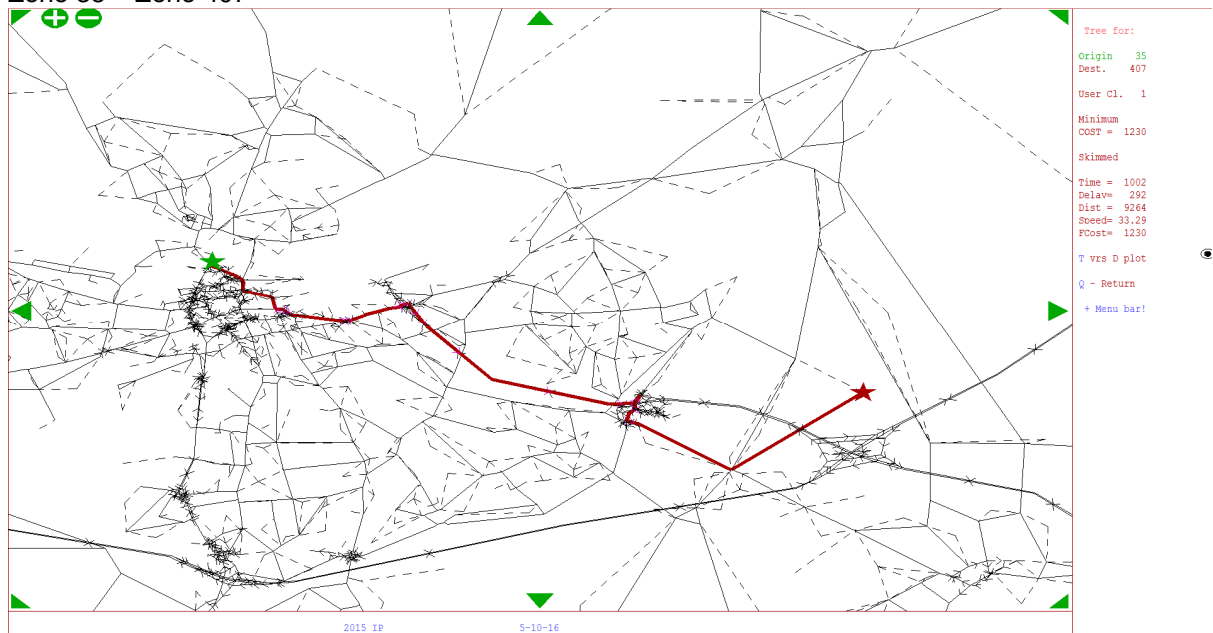 Tree for:
Origin 35
Dest. 407
User Cl. 1
Minimum
COST = 1230
Skimmed
Time = 1002
Delay= 292
Dist = 9264
Speed= 33.29
FCost= 1230
T vrs D plot
Q - Return
+ Menu bar!
2015 IP 5-10-16